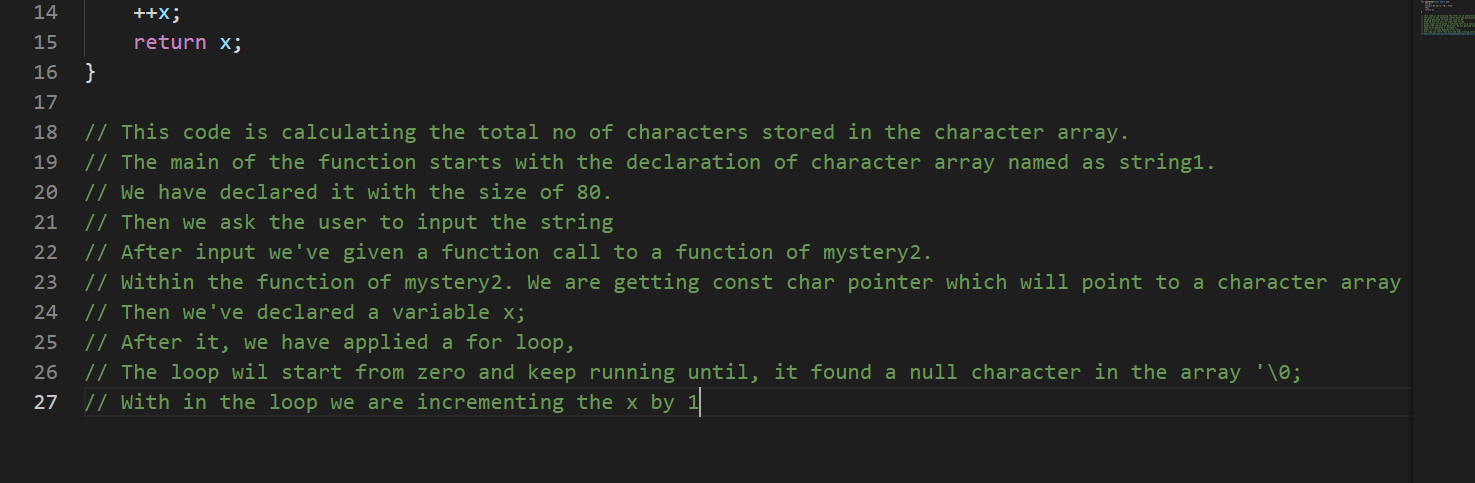 14 ++x;
15 return x;
16 }
17
18 // This code is calculating the total no of characters stored in the character array.
19 // The main of the function starts with the declaration of character array named as string1.
20 // We have declared it with the size of 80.
21 // Then we ask the user to input the string
22 // After input we've given a function call to a function of mystery2.
23 // Within the function of mystery2. We are getting const char pointer which will point to a character array
24 // Then we've declared a variable x;
25 // After it, we have applied a for loop,
26 // The loop wil start from zero and keep running until, it found a null character in the array '\0;
27 // With in the loop we are incrementing the x by 1